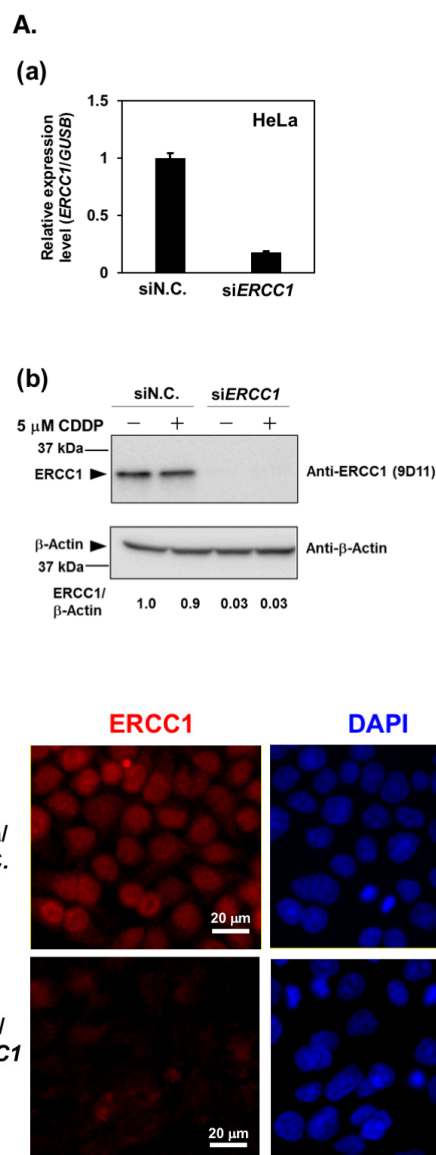 A.
(a)
Relative expression
level (ERCC1/GUSB)
1.5
1
0.5
0
HeLa
siN.C.
siERCC1
(b)
siN.C.
siERCC1
5 μM CDDP
−
+
−
+
37 kDa
ERCC1
Anti-ERCC1 (9D11)
β-Actin
37 kDa
Anti-β-Actin
ERCC1/
β-Actin
1.0
0.9
0.03
0.03
ERCC1
DAPI
20 μm
20 μm